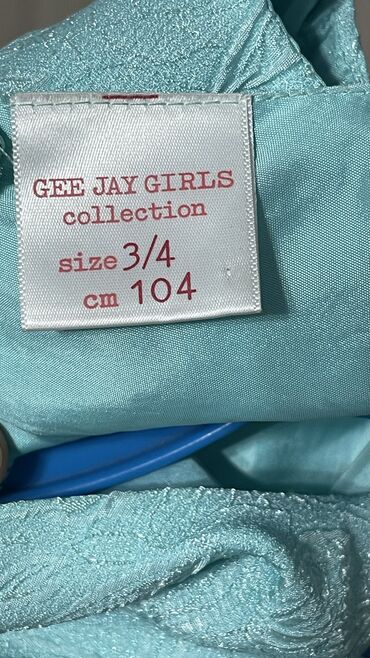 GEE JAY GIRLS
collection
size 3/4
cm 104